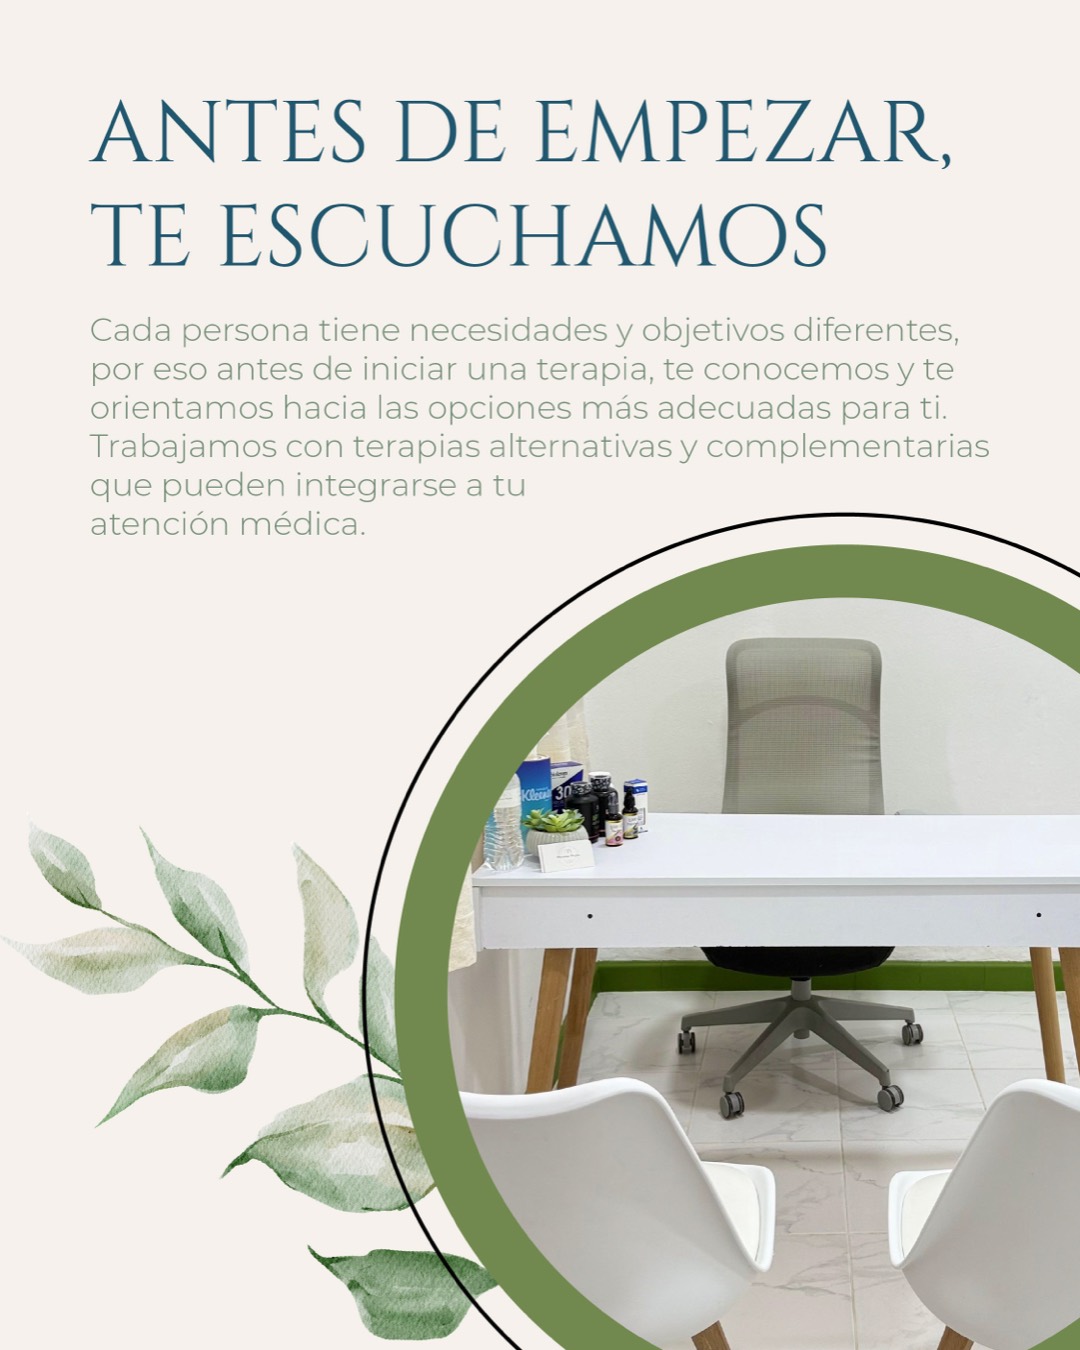 ANTES DE EMPEZAR,
TE ESCUCHAMOS
Cada persona tiene necesidades y objetivos diferentes,
por eso antes de iniciar una terapia, te conocemos y te
orientamos hacia las opciones más adecuadas para ti.
Trabajamos con terapias alternativas y complementarias
que pueden integrarse a tu
atención médica.
Kleenex
30